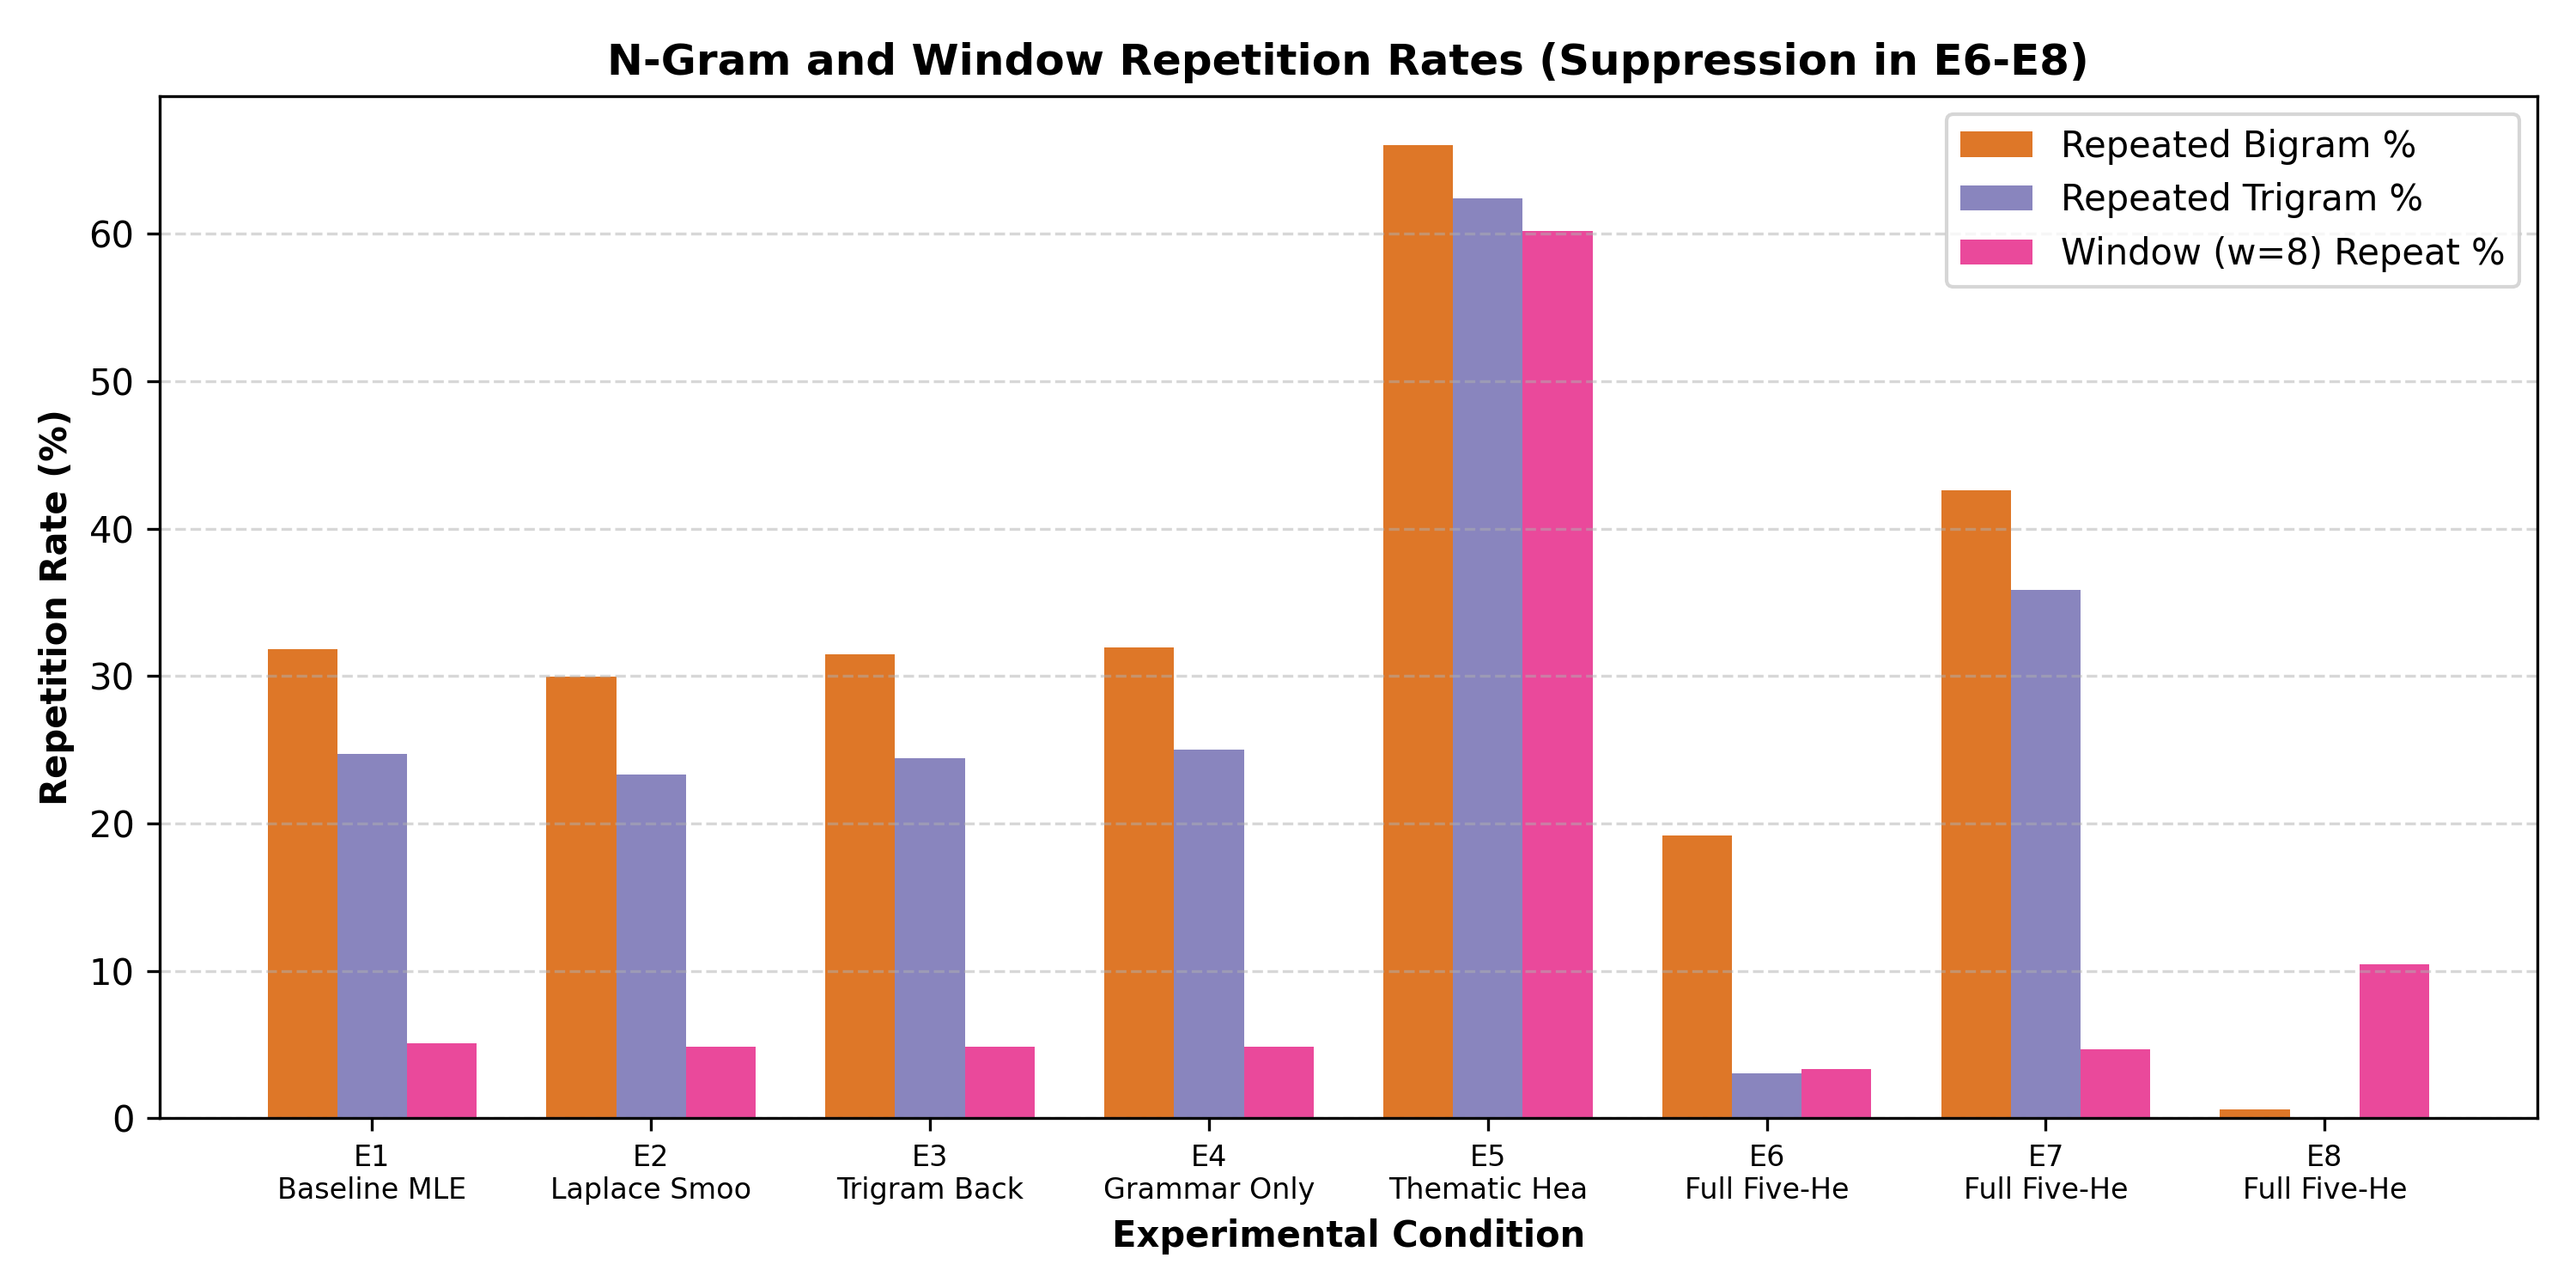 N-Gram and Window Repetition Rates (Suppression in E6-E8)
Repeated Bigram %
Repeated Trigram %
Window (w=8) Repeat %
Repetition Rate (%)
60
50
40
30
20
10
0
E1
Baseline MLE
E2
Laplace Smoo
E3
Trigram Back
E4
Grammar Only
E5
Thematic Hea
E6
Full Five-He
E7
Full Five-He
E8
Full Five-He
Experimental Condition